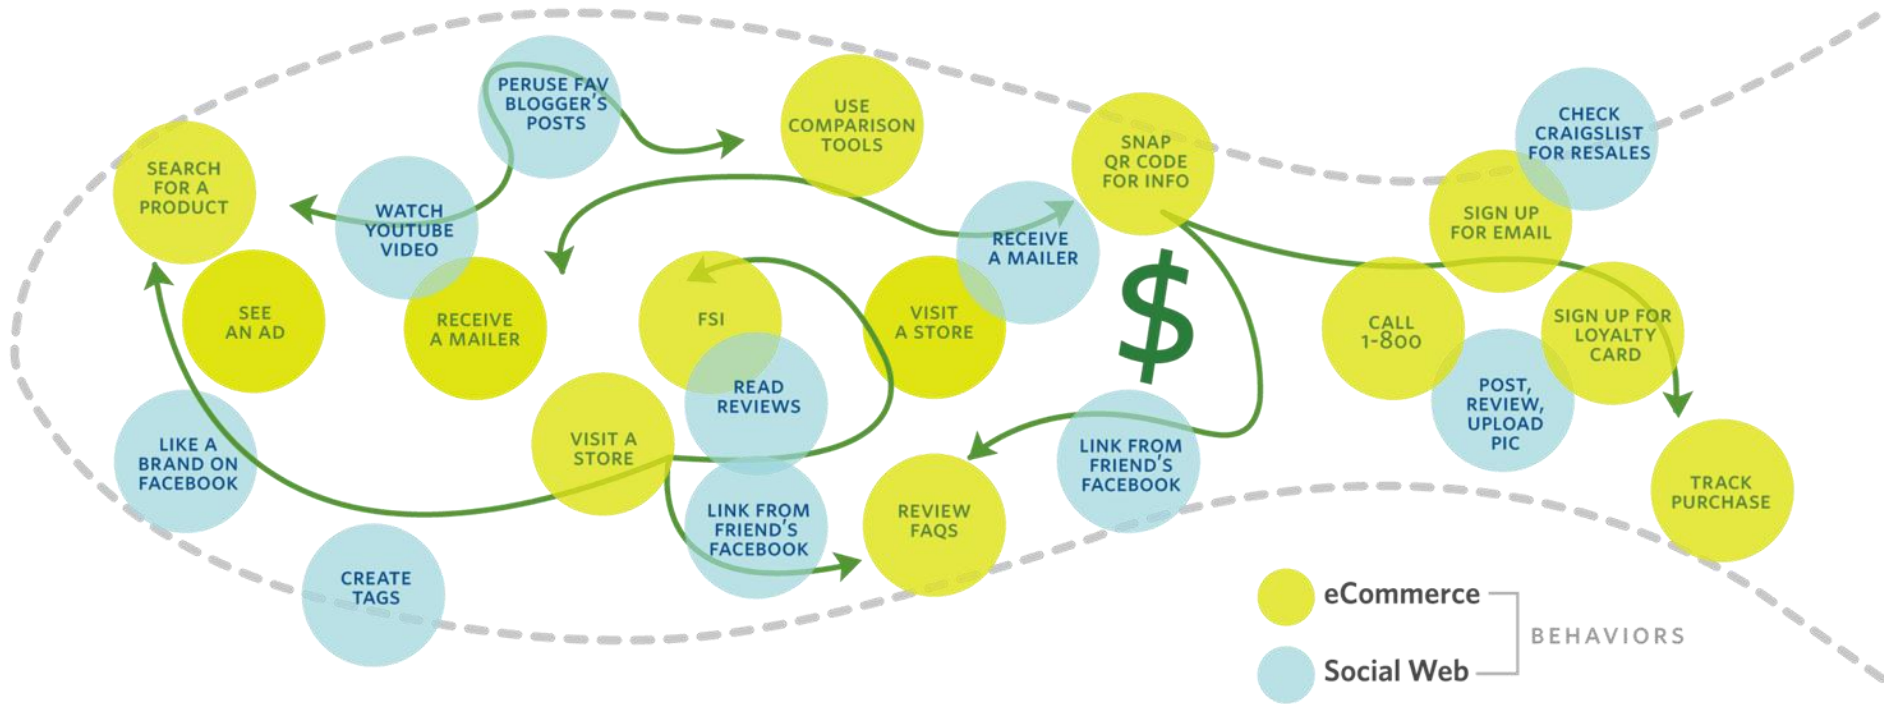 PERUSE FAV
BLOGGER'S
POSTS
USE
COMPARISON
TOOLS
SEARCH
FOR A
PRODUCT
WATCH
YOUTUBE
VIDEO
SNAP
QR CODE
FOR INFO
CHECK
CRAIGSLIST
FOR RESALES
SIGN UP
FOR EMAIL
RECEIVE
A MAILER
SEE
AN AD
RECEIVE
A MAILER
FSI
VISIT
A STORE
$
CALL
1-800
SIGN UP FOR
LOYALTY
CARD
READ
REVIEWS
POST,
REVIEW,
UPLOAD
PIC
LIKE A
BRAND ON
FACEBOOK
VISIT A
STORE
LINK FROM
FRIEND'S
FACEBOOK
REVIEW
FAQS
LINK FROM
FRIEND'S
FACEBOOK
TRACK
PURCHASE
CREATE
TAGS
eCommerce
BEHAVIORS
Social Web